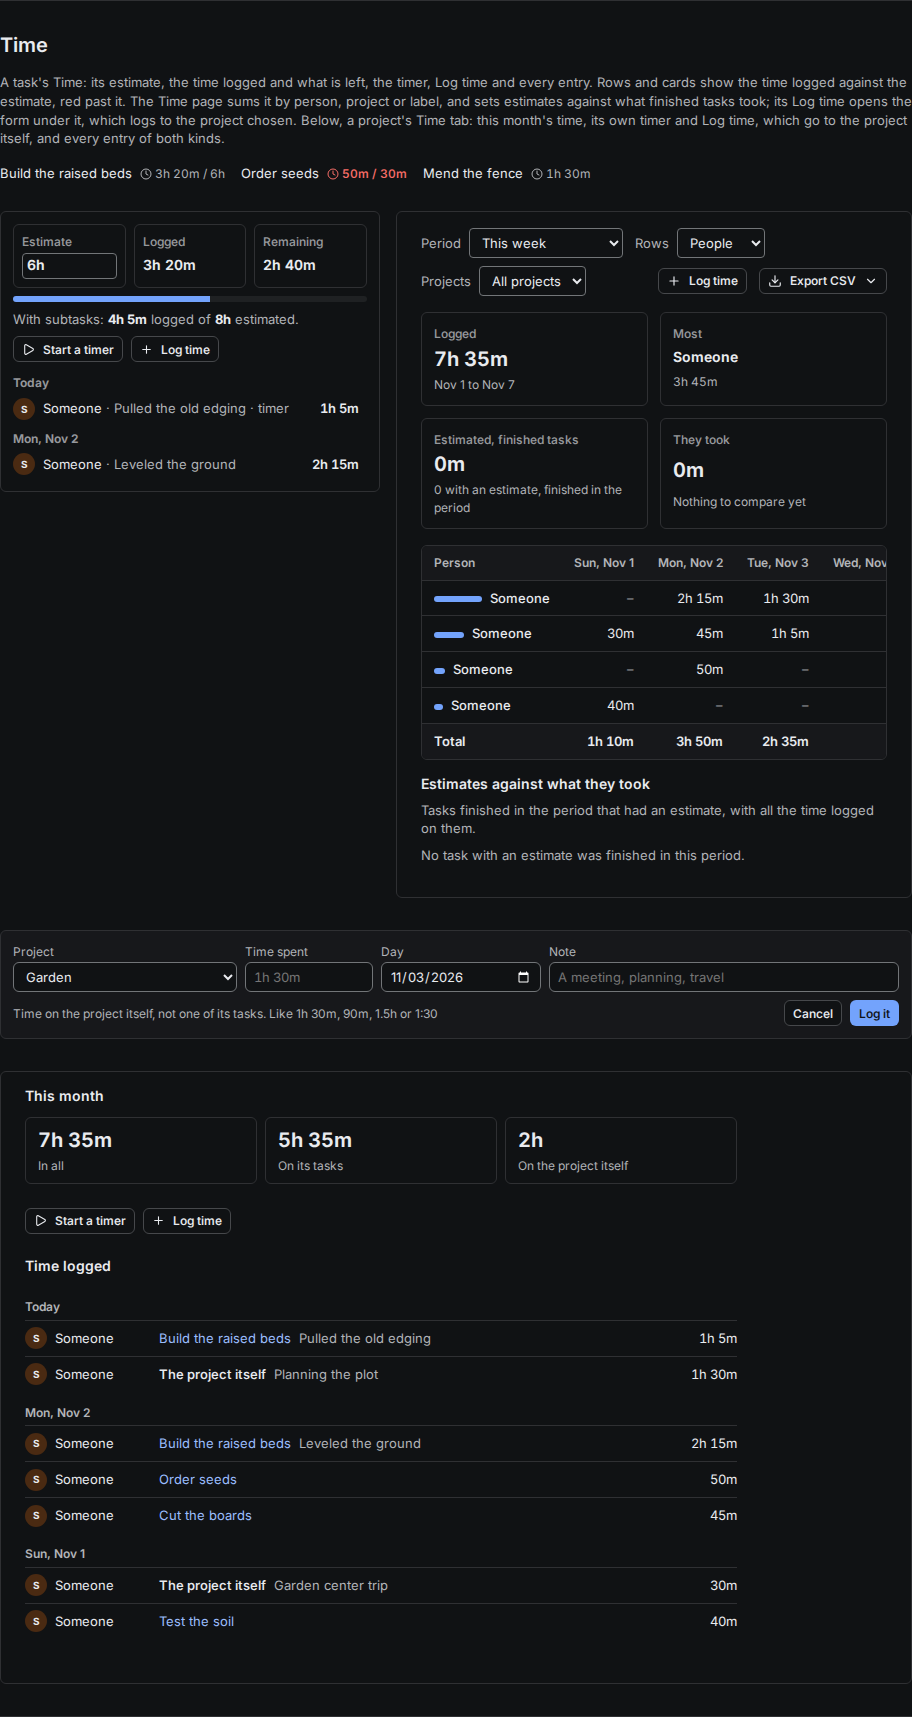 Time
A task's Time: its estimate, the time logged and what is left, the timer, Log time and every entry. Rows and cards show the time logged against the
estimate, red past it. The Time page sums it by person, project or label, and sets estimates against what finished tasks took; its Log time opens the
form under it, which logs to the project chosen. Below, a project's Time tab: this month's time, its own timer and Log time, which go to the project
itself, and every entry of both kinds.
Build the raised beds 3h 20m / 6h Order seeds 50m / 30m Mend the fence 1h 30m
Estimate Logged Remaining
6h 3h 20m 2h 40m
With subtasks: 4h 5m logged of 8h estimated.
Start a timer Log time
Today
S Someone · Pulled the old edging · timer 1h 5m
Mon, Nov 2
S Someone · Leveled the ground 2h 15m
Period This week Rows People
Projects All projects Log time Export CSV
Logged
7h 35m
Nov 1 to Nov 7
Most
Someone
3h 45m
Estimated, finished tasks
0m
0 with an estimate, finished in the
period
They took
0m
Nothing to compare yet
Person Sun, Nov 1 Mon, Nov 2 Tue, Nov 3 Wed, Nov
Someone – 2h 15m 1h 30m
Someone 30m 45m 1h 5m
Someone – 50m –
Someone 40m – –
Total 1h 10m 3h 50m 2h 35m
Estimates against what they took
Tasks finished in the period that had an estimate, with all the time logged
on them.
No task with an estimate was finished in this period.
Project Time spent Day Note
Garden 1h 30m 11/03/2026 A meeting, planning, travel
Time on the project itself, not one of its tasks. Like 1h 30m, 90m, 1.5h or 1:30 Cancel Log it
This month
7h 35m 5h 35m 2h
In all On its tasks On the project itself
Start a timer Log time
Time logged
Today
S Someone Build the raised beds Pulled the old edging 1h 5m
S Someone The project itself Planning the plot 1h 30m
Mon, Nov 2
S Someone Build the raised beds Leveled the ground 2h 15m
S Someone Order seeds 50m
S Someone Cut the boards 45m
Sun, Nov 1
S Someone The project itself Garden center trip 30m
S Someone Test the soil 40m